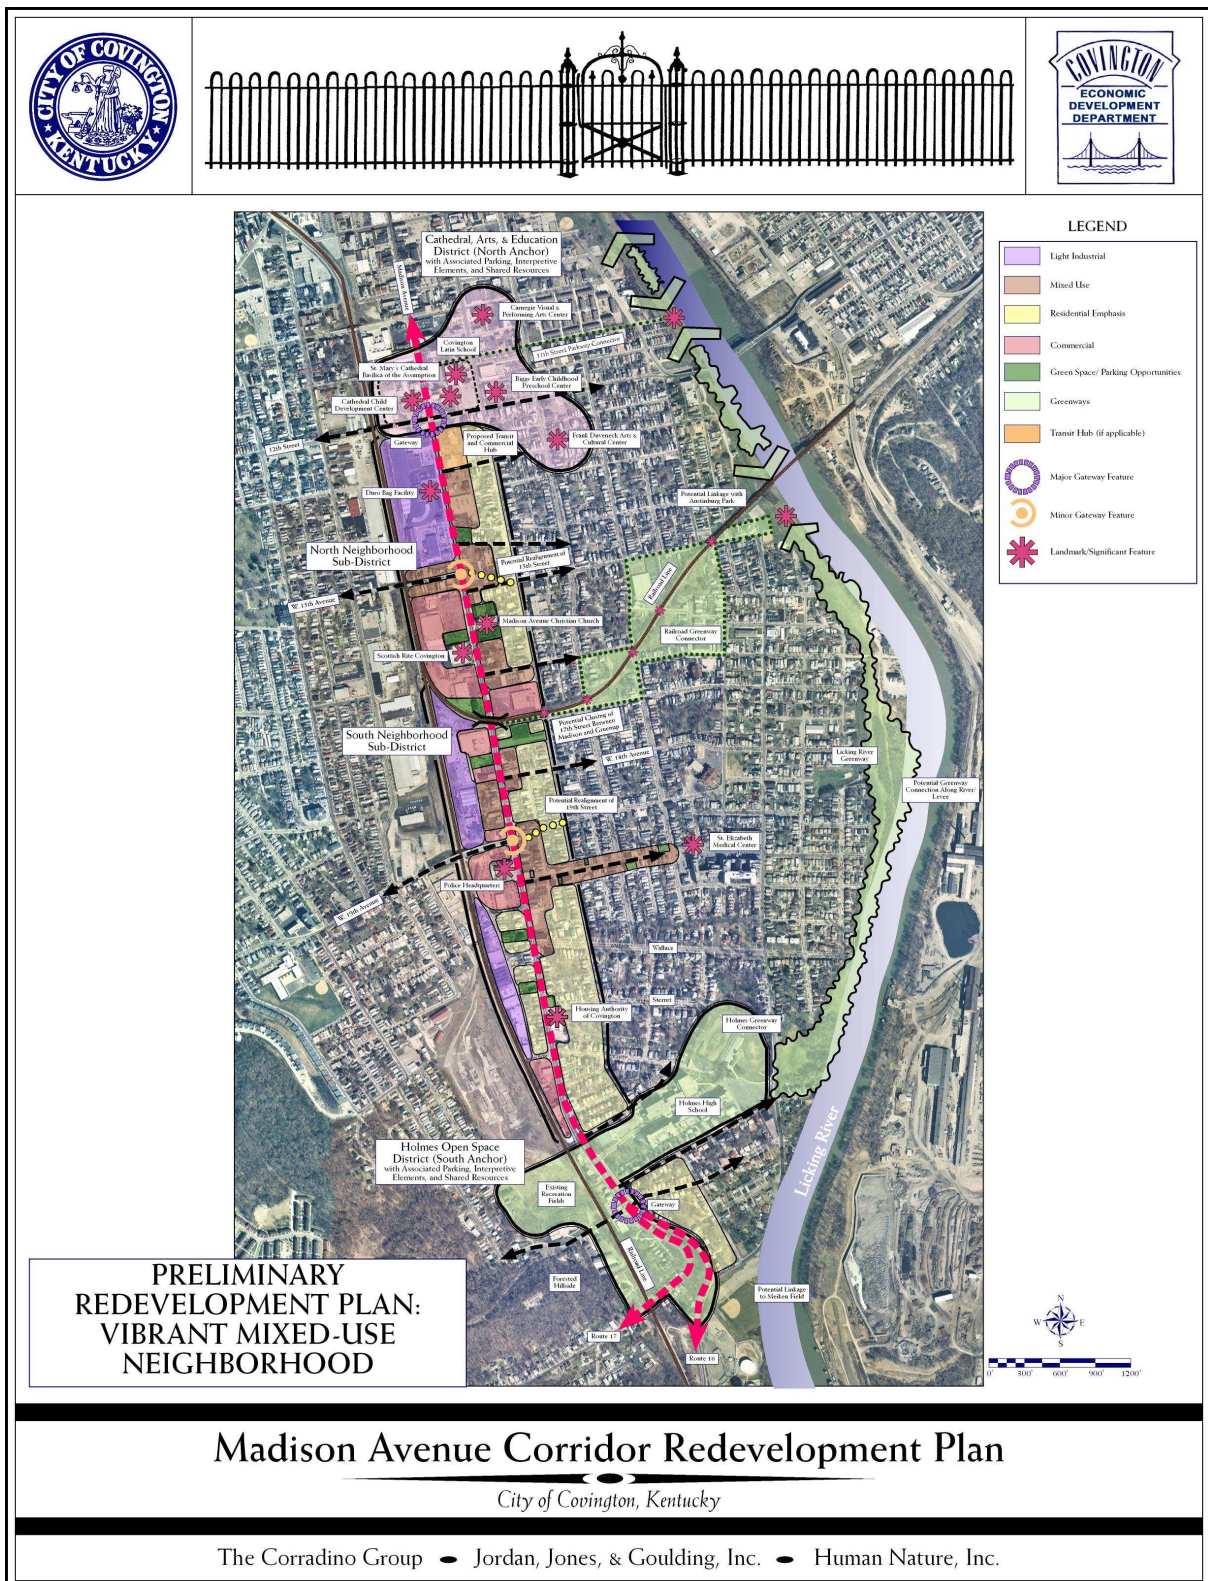 CITY OF COVINGTON
KENTUCKY
COVINGTON
ECONOMIC
DEVELOPMENT
DEPARTMENT
LEGEND
Light Industrial
Mixed Use
Residential Emphasis
Commercial
Green Space/ Parking Opportunities
Greenways
Transit Hub (if applicable)
Major Gateway Feature
Minor Gateway Feature
Landmark/Significant Feature
Cathedral, Arts, & Education
District (North Anchor)
with Associated Parking, Interpretive
Elements, and Shared Resources
Madison Avenue
Carnegie Visual &
Performing Arts Center
Covington
Latin School
11th Street Parkway Connector
St. Mary's Cathedral
Basilica of the Assumption
Biggs Early Childhood
Preschool Center
Cathedral Child
Development Center
12th Street
Gateway
Proposed Transit
and Commercial
Hub
Frank Duveneck Arts &
Cultural Center
Duro Bag Facility
Potential Linkage with
Austinburg Park
North Neighborhood
Sub-District
Potential Realignment of
15th Street
W. 15th Avenue
Railroad Line
Madison Avenue Christian Church
Railroad Greenway
Connector
Scottish Rite Covington
South Neighborhood
Sub-District
Potential Closing of
17th Street Between
Madison and Greenup
W. 18th Avenue
Licking River
Greenway
Potential Greenway
Connection Along River/
Levee
Potential Realignment of
19th Street
St. Elizabeth
Medical Center
Police Headquarters
W. 19th Avenue
Wallace
Sterret
Housing Authority
of Covington
Holmes Greenway
Connector
Holmes High
School
Licking River
Holmes Open Space
District (South Anchor)
with Associated Parking, Interpretive
Elements, and Shared Resources
Existing
Recreation
Fields
Gateway
Railroad Line
Forested
Hillside
Potential Linkage
to Meiken Field
Route 17
Route 16
PRELIMINARY
REDEVELOPMENT PLAN:
VIBRANT MIXED-USE
NEIGHBORHOOD
N
W E
S
0' 300' 600' 900' 1200'
Madison Avenue Corridor Redevelopment Plan
City of Covington, Kentucky
The Corradino Group Jordan, Jones, & Goulding, Inc. Human Nature, Inc.